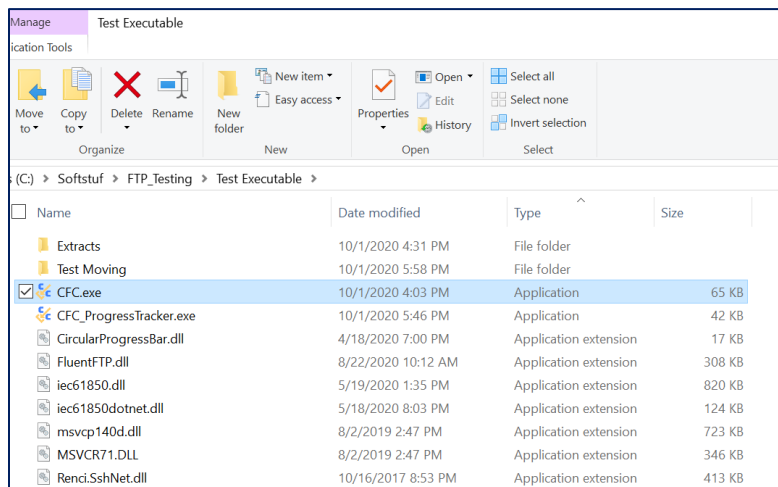 Manage Test Executable
ication Tools
Move to Copy to Delete Rename New folder New item Easy access Properties Open Edit History Select all Select none Invert selection
Organize New Open Select
s (C:) > Softstuf > FTP_Testing > Test Executable >
Name Date modified Type Size
Extracts 10/1/2020 4:31 PM File folder
Test Moving 10/1/2020 5:58 PM File folder
CFC.exe 10/1/2020 4:03 PM Application 65 KB
CFC_ProgressTracker.exe 10/1/2020 5:46 PM Application 42 KB
CircularProgressBar.dll 4/18/2020 7:00 PM Application extension 17 KB
FluentFTP.dll 8/22/2020 10:12 AM Application extension 308 KB
iec61850.dll 5/19/2020 1:35 PM Application extension 820 KB
iec61850dotnet.dll 5/18/2020 8:03 PM Application extension 124 KB
msvcp140d.dll 8/2/2019 2:47 PM Application extension 723 KB
MSVCR71.DLL 8/2/2019 2:47 PM Application extension 346 KB
Renci.SshNet.dll 10/16/2017 8:53 PM Application extension 413 KB